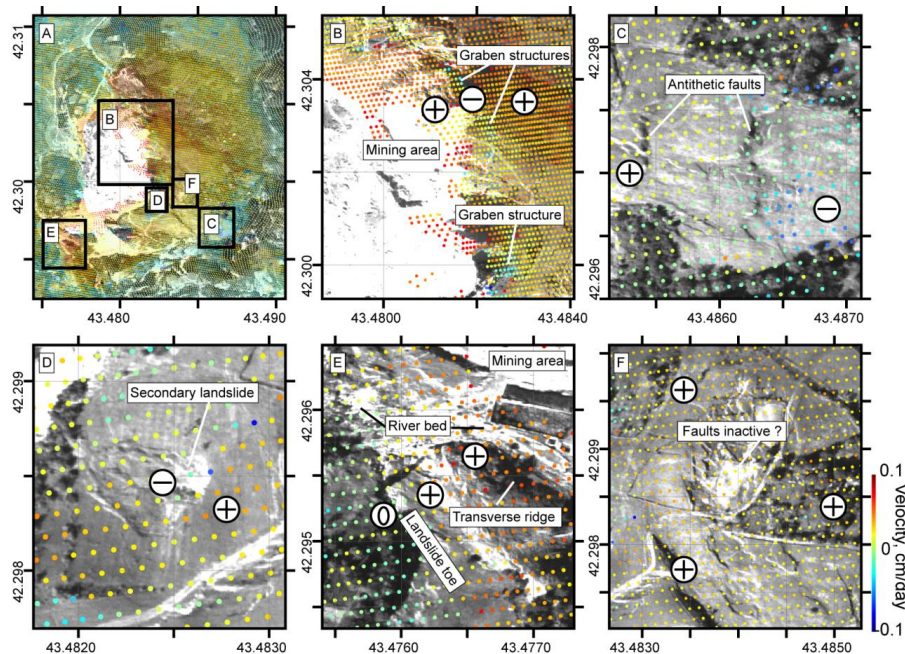 A
42.31
42.30
43.480
43.490
B
F
D
C
E
B
Graben structures
42.304
+
−
+
Mining area
Graben structure
42.300
43.4800
43.4840
C
42.298
Antithetic faults
+
−
42.296
43.4860
43.4870
D
42.299
Secondary landslide
−
+
42.298
43.4820
43.4830
E
Mining area
42.296
River bed
+
+
0
Transverse ridge
Landslide toe
42.295
43.4760
43.4770
F
+
42.299
Faults inactive ?
+
42.298
+
43.4830
43.4850
0.1
0
-0.1
Velocity, cm/day